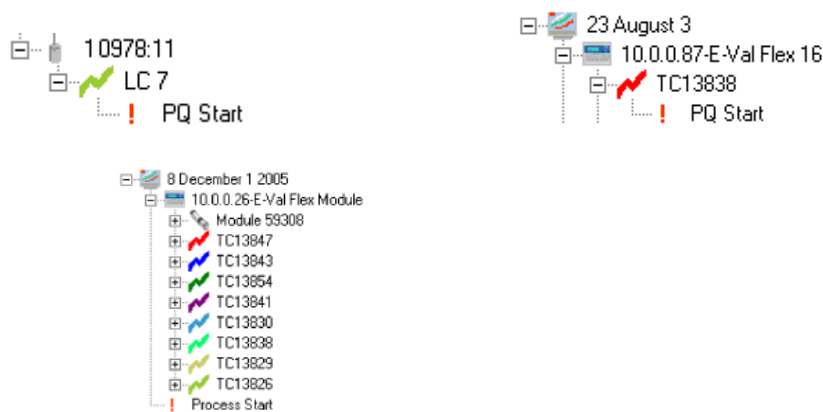 10978:11
LC 7
PQ Start
23 August 3
10.0.0.87-E-Val Flex 16
TC13838
PQ Start
8 December 1 2005
10.0.0.26-E-Val Flex Module
Module 59308
TC13847
TC13843
TC13854
TC13841
TC13830
TC13838
TC13829
TC13826
Process Start